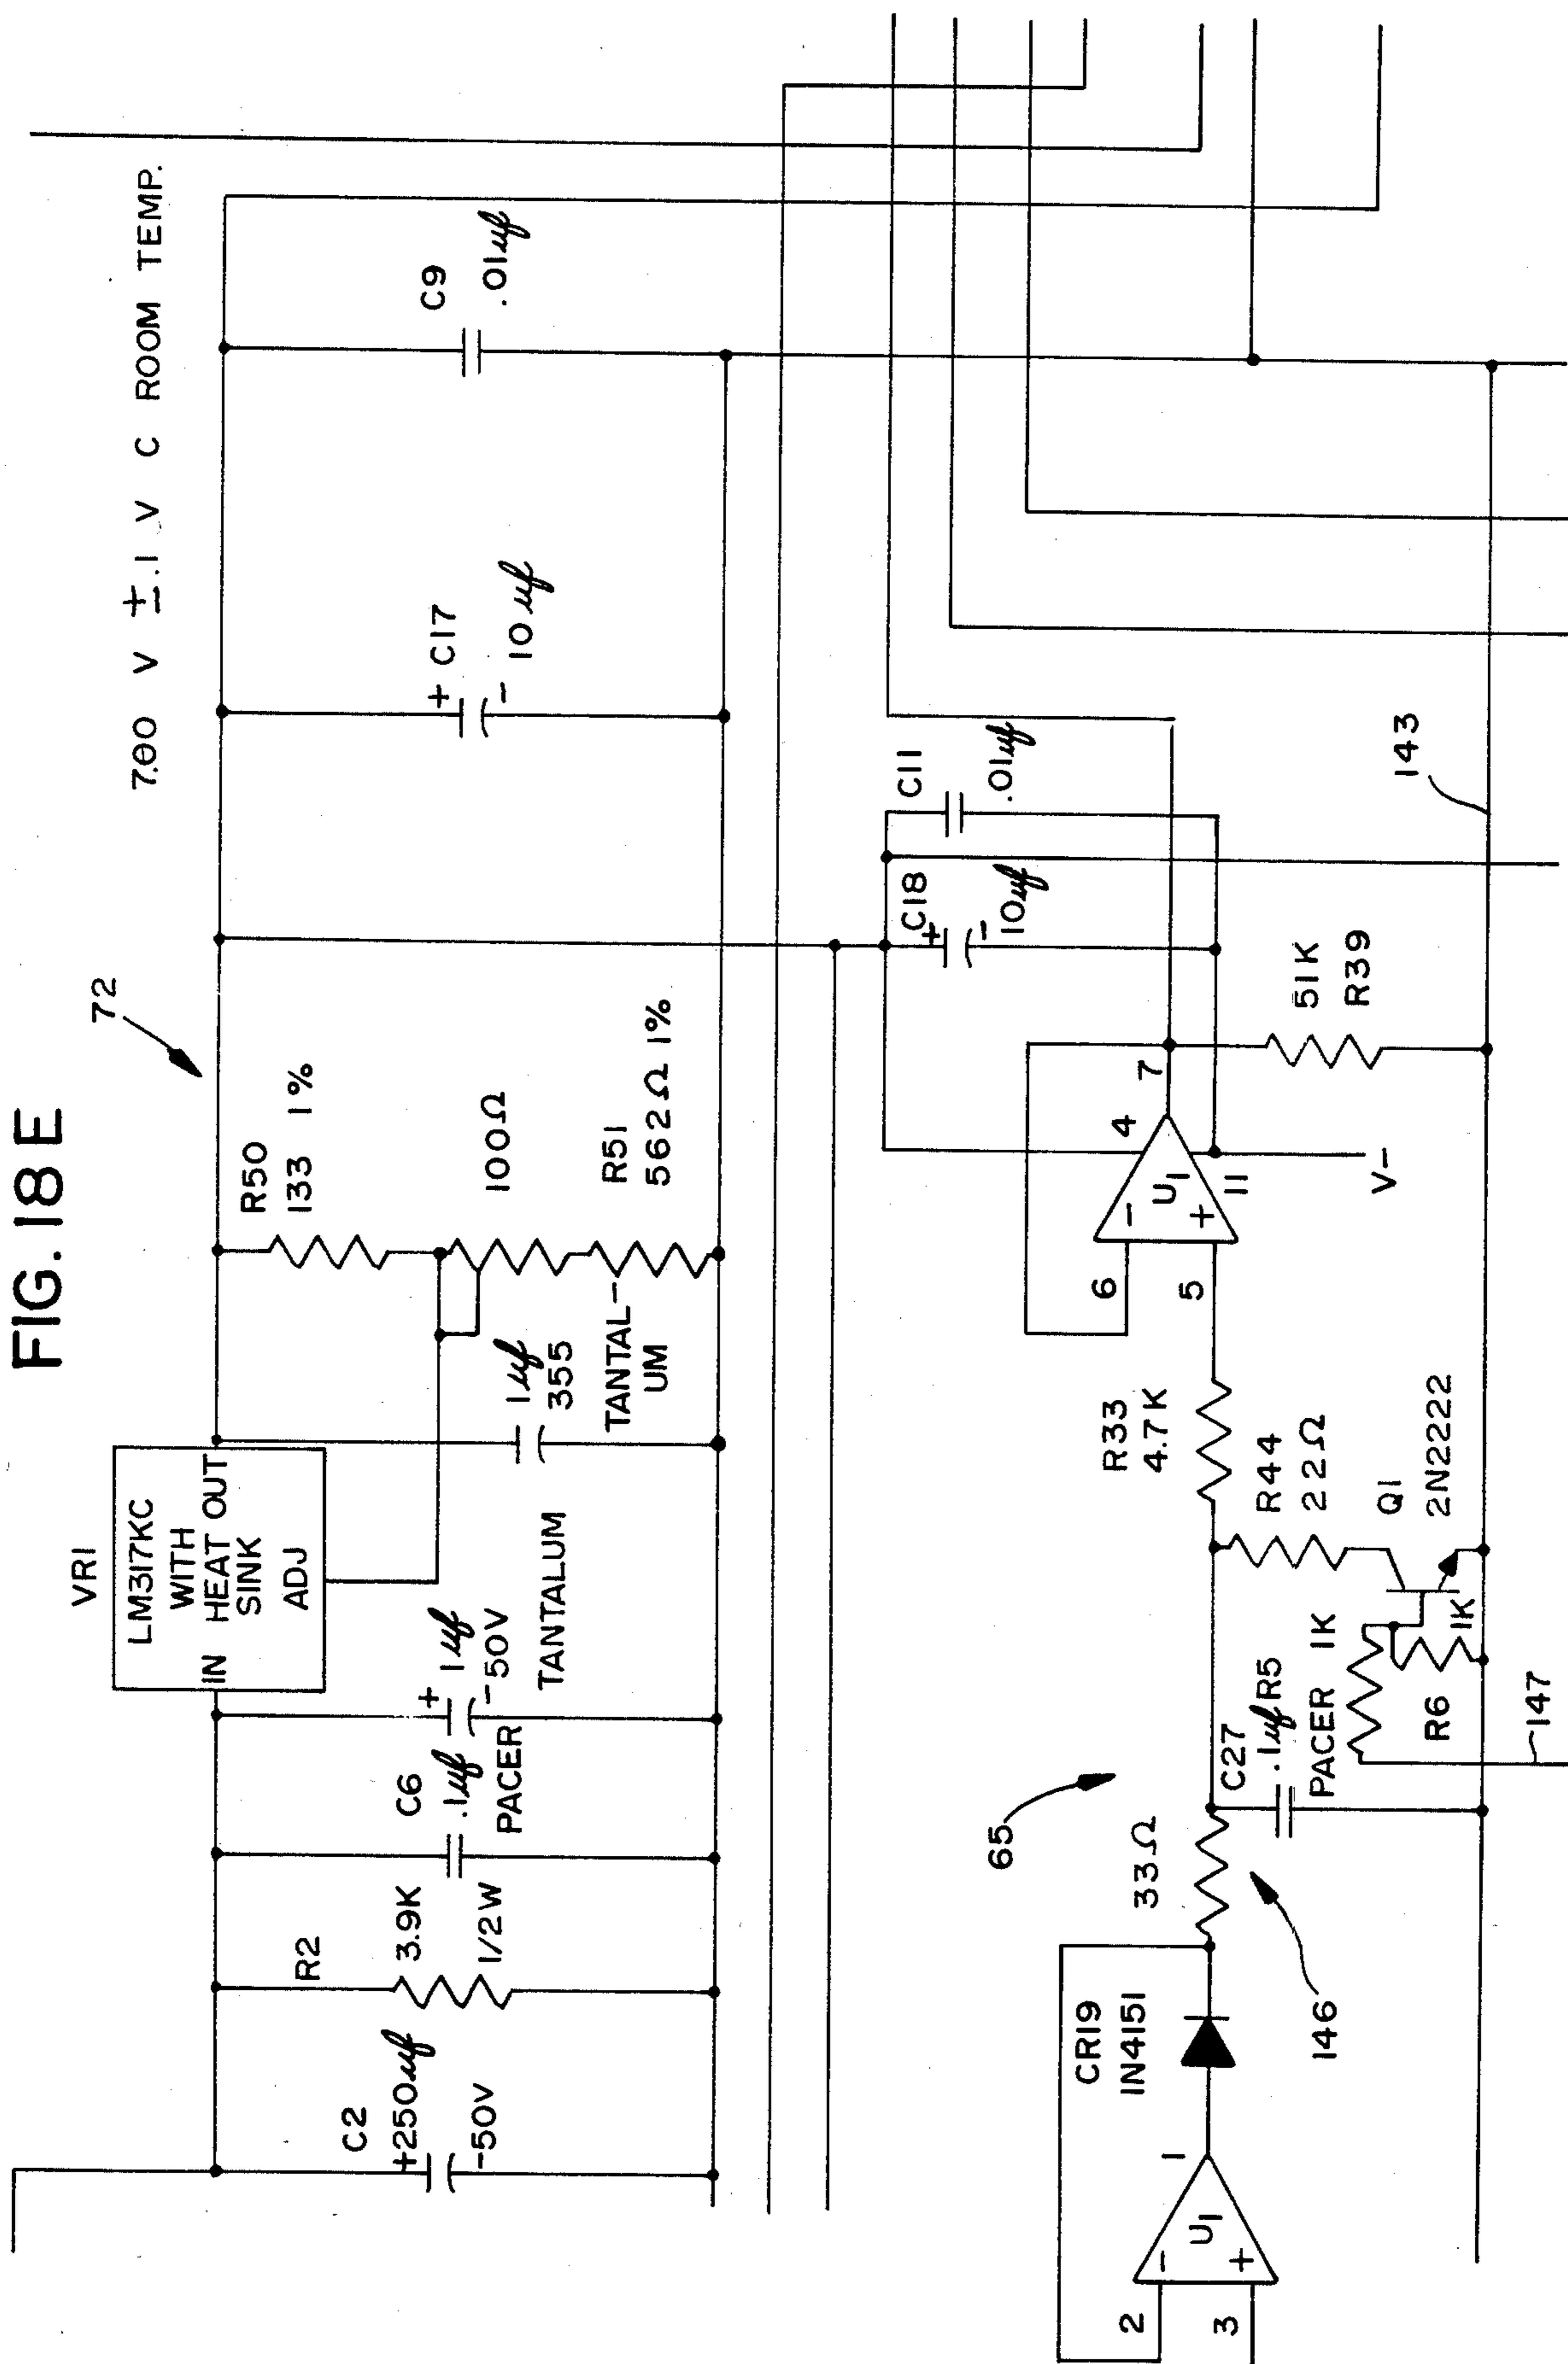 FIG. 18 E
72
7.00 V ±.1 V C ROOM TEMP.
VR1
LM317KC
WITH
IN HEAT OUT
SINK
ADJ
C2
+250uf
-50V
R2
3.9K
1/2W
C6
.1uf
PACER
+ 1uf
-50V
TANTALUM
1uf
355
TANTAL-
UM
R50
133 1%
100Ω
R51
562Ω 1%
+ C17
- 10uf
C9
.01uf
65
2
3
-
+
U1
1
CR19
IN4151
146
33Ω
C27
.1uf
PACER
R5
1K
R6
1K
147
Q1
2N2222
R44
22Ω
R33
4.7K
6
5
-
+
U1
4
7
11
V-
51K
R39
C18
+
-
10uf
C11
.01uf
143